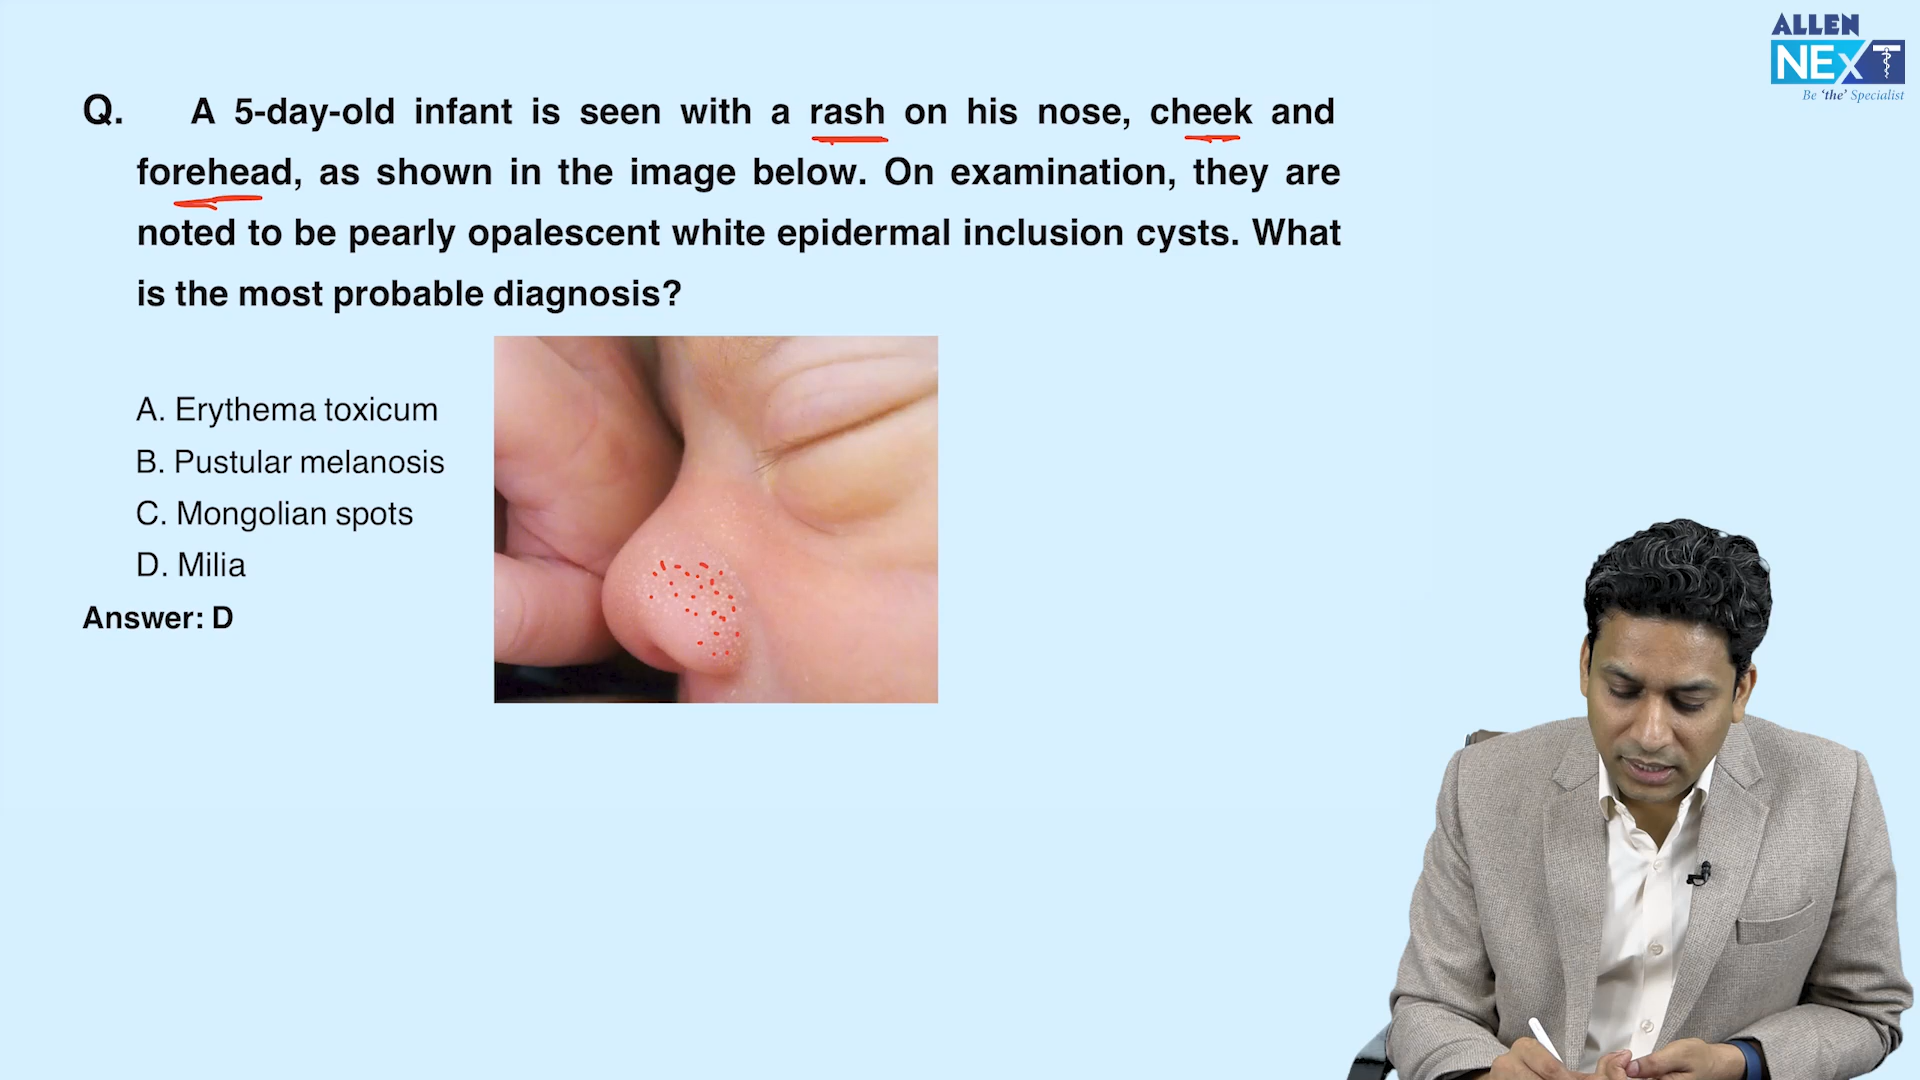 ALLEN
NEXT
Be 'the' Specialist
Q. A 5-day-old infant is seen with a rash on his nose, cheek and
forehead, as shown in the image below. On examination, they are
noted to be pearly opalescent white epidermal inclusion cysts. What
is the most probable diagnosis?
A. Erythema toxicum
B. Pustular melanosis
C. Mongolian spots
D. Milia
Answer: D